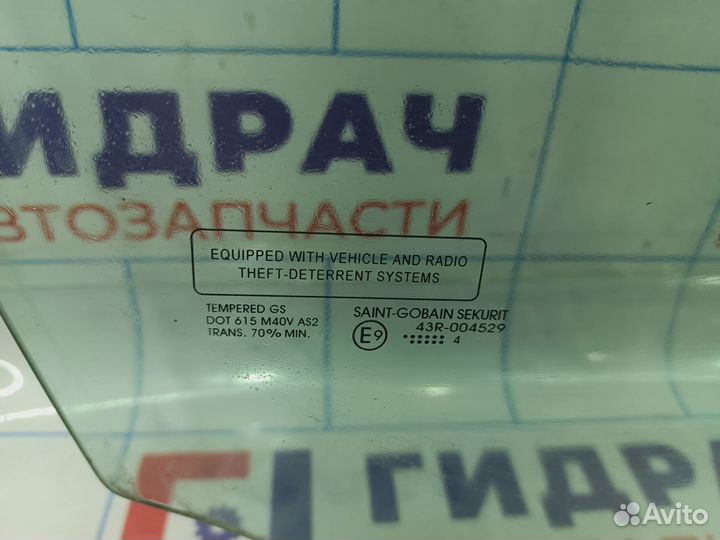 ИДРАЧ
ВТОЗАПЧАСТИ
EQUIPPED WITH VEHICLE AND RADIO
THEFT-DETERRENT SYSTEMS
TEMPERED GS
DOT 615 M40V AS2
TRANS. 70% MIN.
SAINT-GOBAIN SEKURIT
E9 43R-004529
4
ГИДРАЧ
Avito